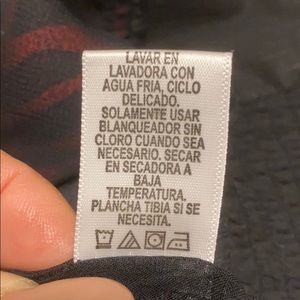 LAVAR EN
LAVADORA CON
AGUA FRIA, CICLO
DELICADO.
SOLAMENTE USAR
BLANQUEADOR SIN
CLORO CUANDO SEA
NECESARIO. SECAR
EN SECADORA A
BAJA
TEMPERATURA.
PLANCHA TIBIA SI SE
NECESITA.